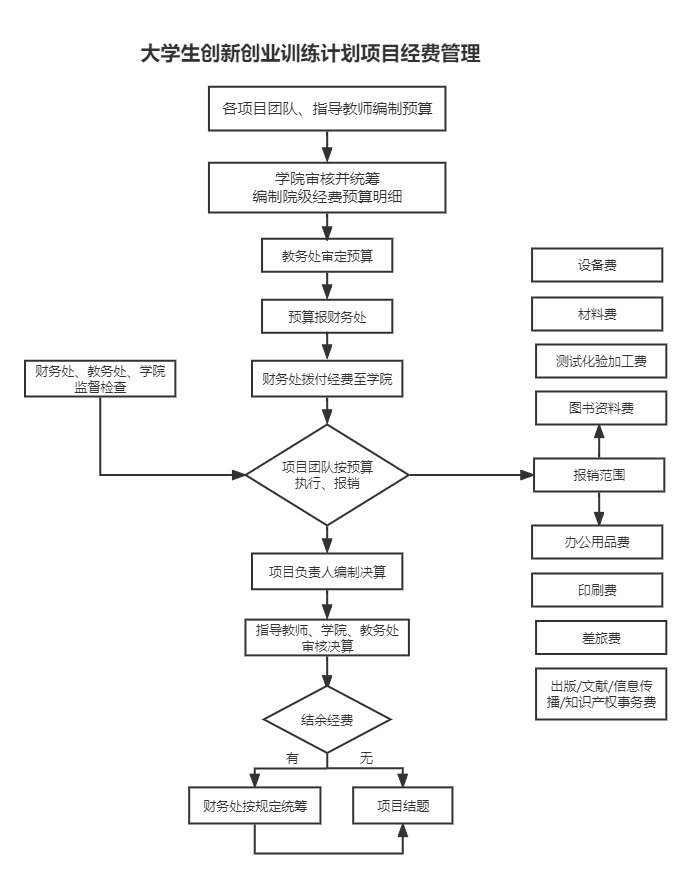 大学生创新创业训练计划项目经费管理
各项目团队、指导教师编制预算
学院审核并统筹
编制院级经费预算明细
教务处审定预算
预算报财务处
财务处拨付经费至学院
财务处、教务处、学院
监督检查
项目团队按预算
执行、报销
设备费
材料费
测试化验加工费
图书资料费
报销范围
办公用品费
印刷费
差旅费
出版/文献/信息传
播/知识产权事务费
项目负责人编制决算
指导教师、学院、教务处
审核决算
结余经费
有
无
财务处按规定统筹
项目结题